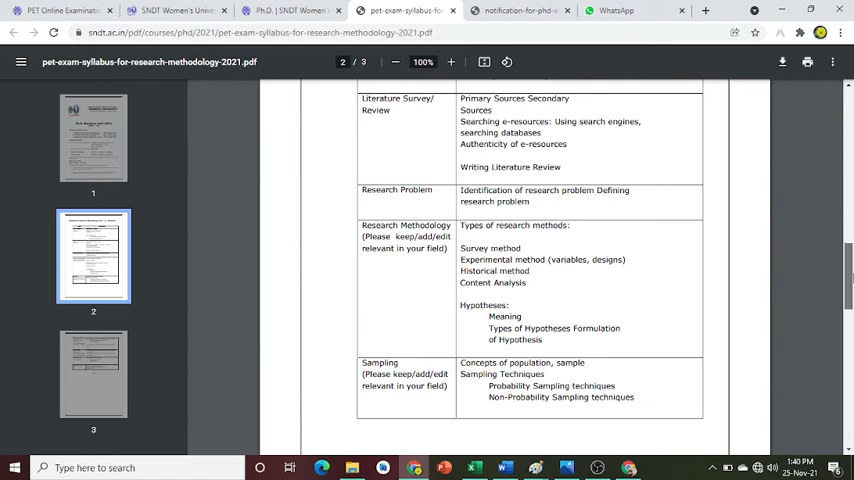 PET Online Examinati
SNDT Women's Unive
Ph.D. | SNDT Women's
pet-exam-syllabus-for
notification-for-phd-e
WhatsApp
sndt.ac.in/pdf/courses/phd/2021/pet-exam-syllabus-for-research-methodology-2021.pdf
pet-exam-syllabus-for-research-methodology-2021.pdf
2 / 3
100%
Literature Survey/
Review
Primary Sources Secondary
Sources
Searching e-resources: Using search engines,
searching databases
Authenticity of e-resources
Writing Literature Review
Research Problem
Identification of research problem Defining
research problem
Research Methodology
(Please keep/add/edit
relevant in your field)
Types of research methods:
Survey method
Experimental method (variables, designs)
Historical method
Content Analysis
Hypotheses:
Meaning
Types of Hypotheses Formulation
of Hypothesis
Sampling
(Please keep/add/edit
relevant in your field)
Concepts of population, sample
Sampling Techniques
Probability Sampling techniques
Non-Probability Sampling techniques
1
2
3
Type here to search
1:40 PM
25-Nov-21
6